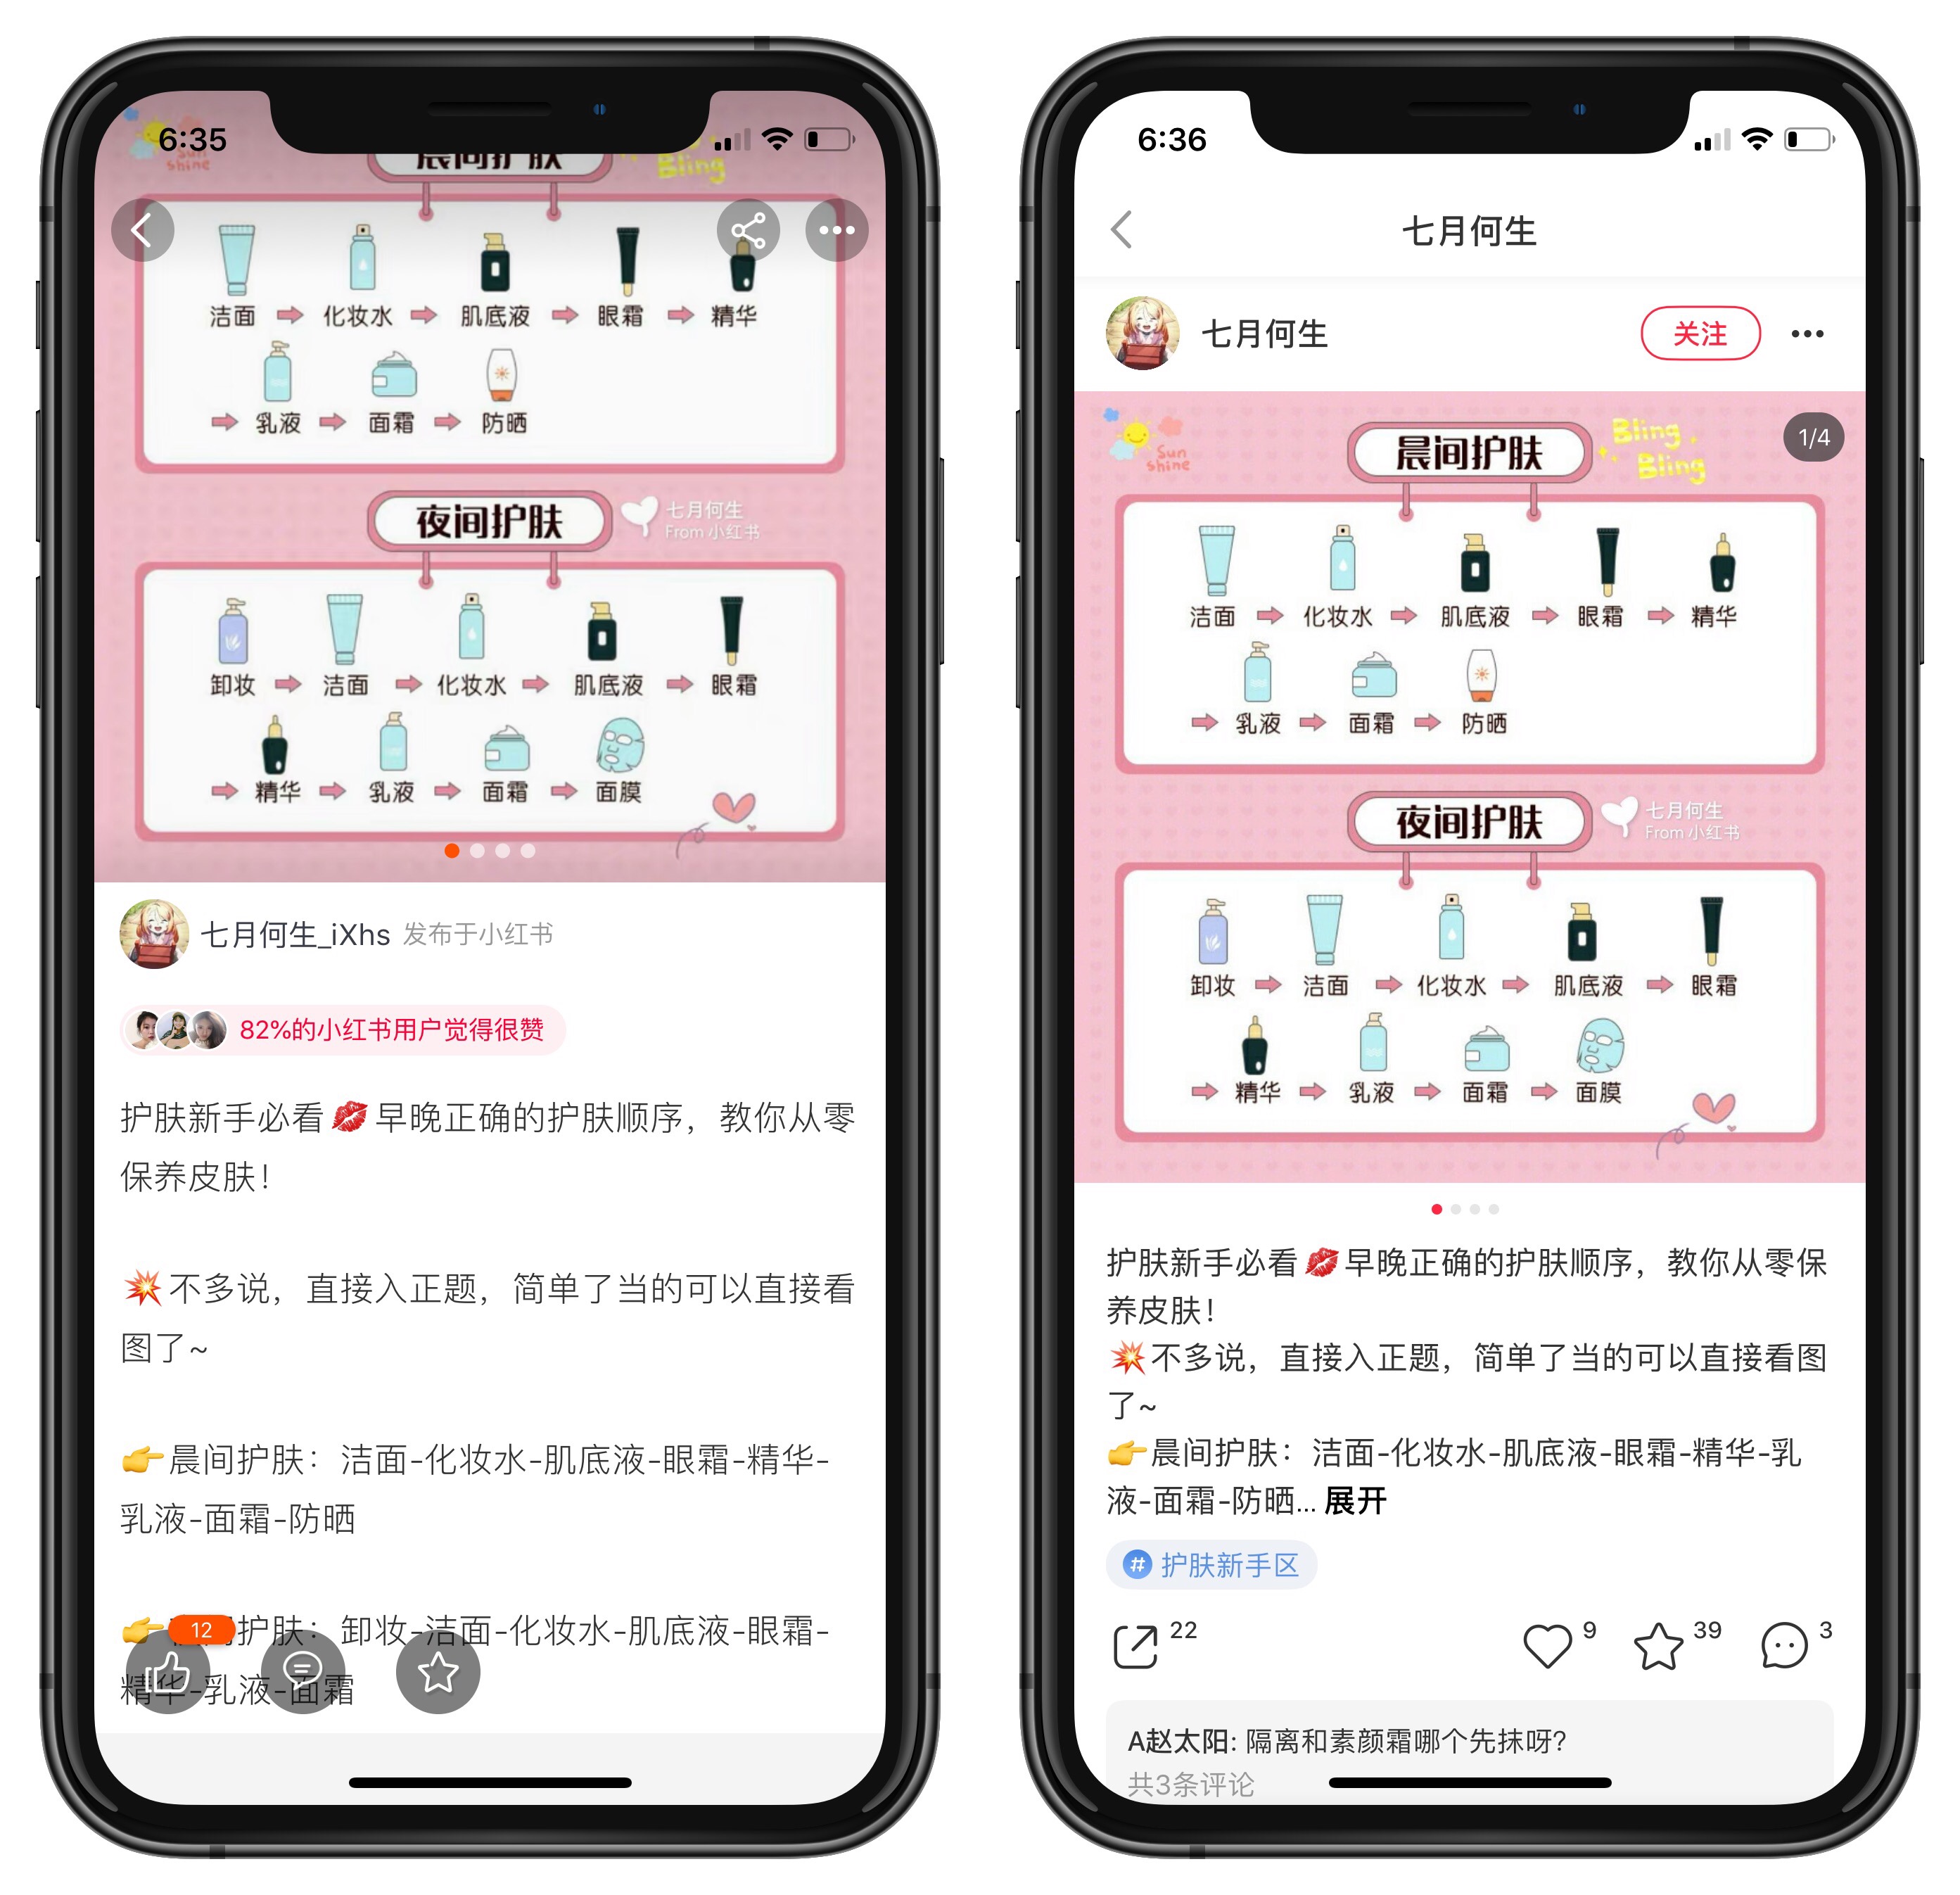 6:35
晨间护肤
Sun
shine
Bling
洁面 化妆水 肌底液 眼霜 精华
乳液 面霜 防晒
夜间护肤
七月何生
From 小红书
卸妆 洁面 化妆水 肌底液 眼霜
精华 乳液 面霜 面膜
七月何生_iXhs 发布于小红书
82%的小红书用户觉得很赞
护肤新手必看💋早晚正确的护肤顺序，教你从零
保养皮肤！
💥不多说，直接入正题，简单了当的可以直接看
图了~
👉晨间护肤：洁面-化妆水-肌底液-眼霜-精华-
乳液-面霜-防晒
护肤：卸妆-洁面-化妆水-肌底液-眼霜-
12
精华-乳液-面霜
6:36
七月何生
七月何生
关注
1/4
Sun
shine
晨间护肤
Bling
Bling
洁面 化妆水 肌底液 眼霜 精华
乳液 面霜 防晒
夜间护肤
七月何生
From 小红书
卸妆 洁面 化妆水 肌底液 眼霜
精华 乳液 面霜 面膜
护肤新手必看💋早晚正确的护肤顺序，教你从零保
养皮肤！
💥不多说，直接入正题，简单了当的可以直接看图
了~
👉晨间护肤：洁面-化妆水-肌底液-眼霜-精华-乳
液-面霜-防晒... 展开
# 护肤新手区
22 9 39 3
A赵太阳: 隔离和素颜霜哪个先抹呀?
共3条评论